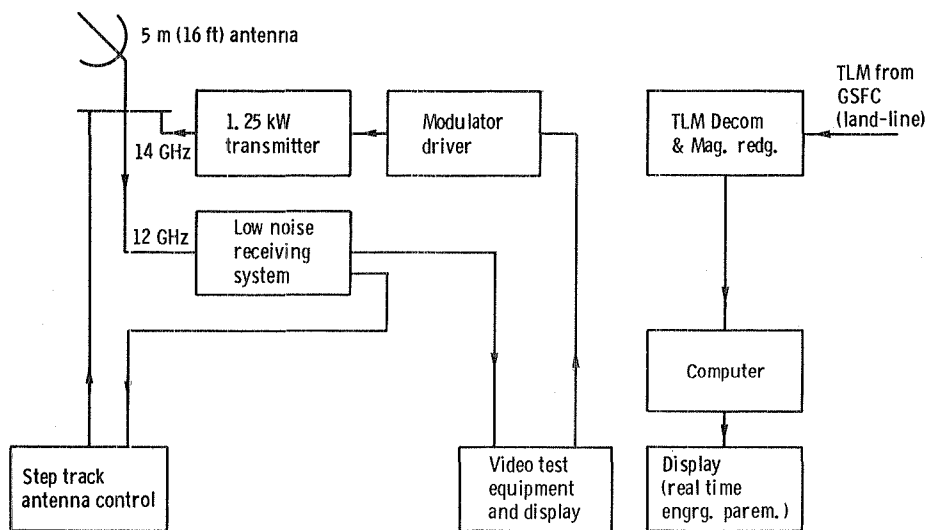 5 m (16 ft) antenna
1.25 kW
transmitter
Modulator
driver
TLM Decom
& Mag. redg.
TLM from
GSFC
(land-line)
14 GHz
12 GHz
Low noise
receiving
system
Computer
Step track
antenna control
Video test
equipment
and display
Display
(real time
engrg. parem.)